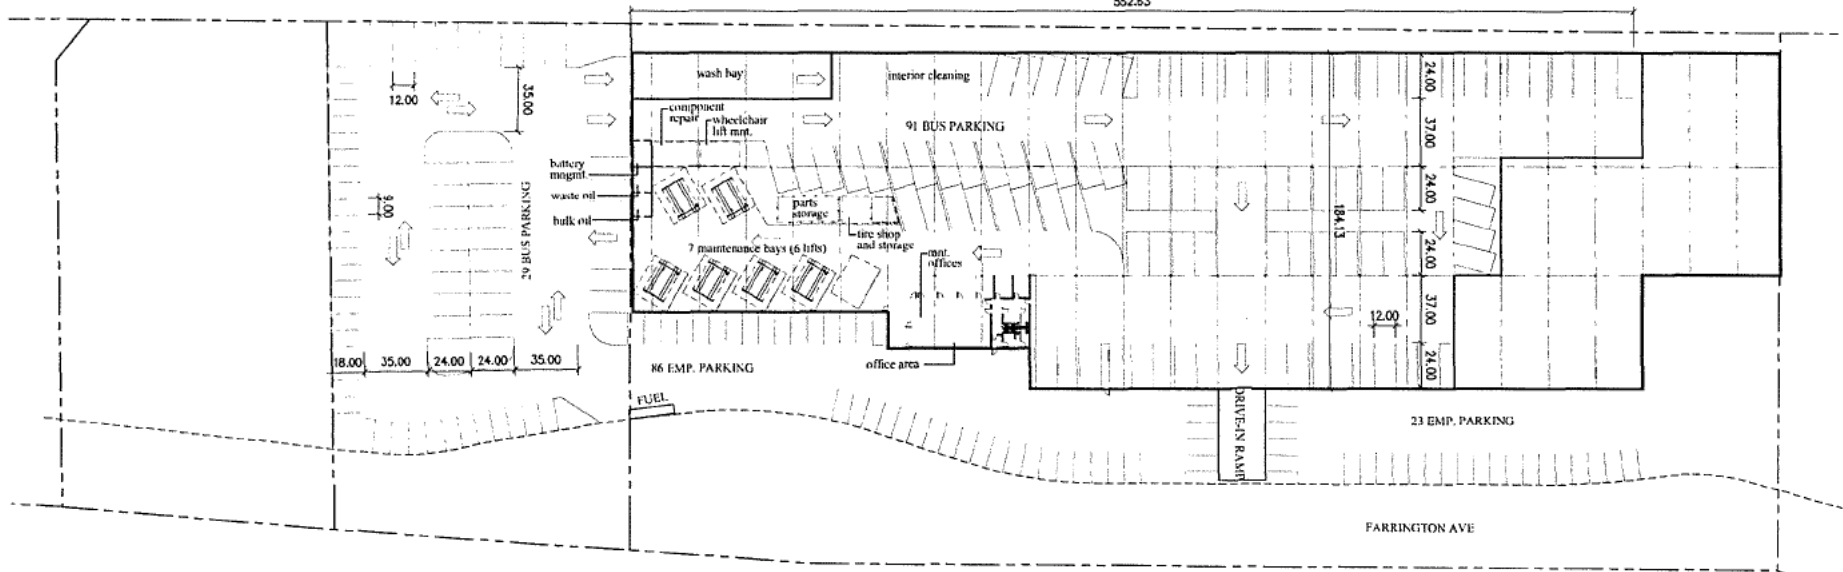 552.63
wash bay
interior cleaning
24.00
12.00
35.00
component
repair
wheelchair
lift mnt.
91 BUS PARKING
37.00
battery
mngmt.
waste oil
bulk oil
9.00
29 BUS PARKING
parts
storage
24.00
184.13
tire shop
and storage
7 maintenance bays (6 lifts)
mnt.
offices
24.00
37.00
12.00
18.00
35.00
24.00
24.00
35.00
86 EMP. PARKING
office area
24.00
FUEL
DRIVE-IN RAMP
23 EMP. PARKING
FARRINGTON AVE